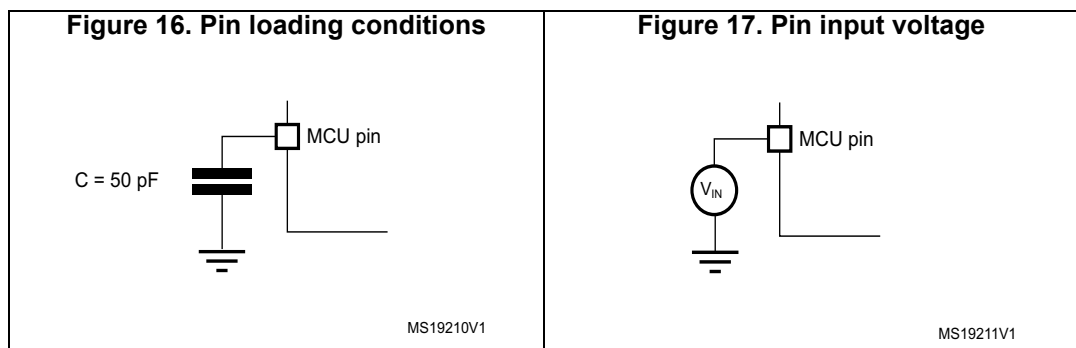 Figure 16. Pin loading conditions
MCU pin
C = 50 pF
MS19210V1
Figure 17. Pin input voltage
MCU pin
VIN
MS19211V1